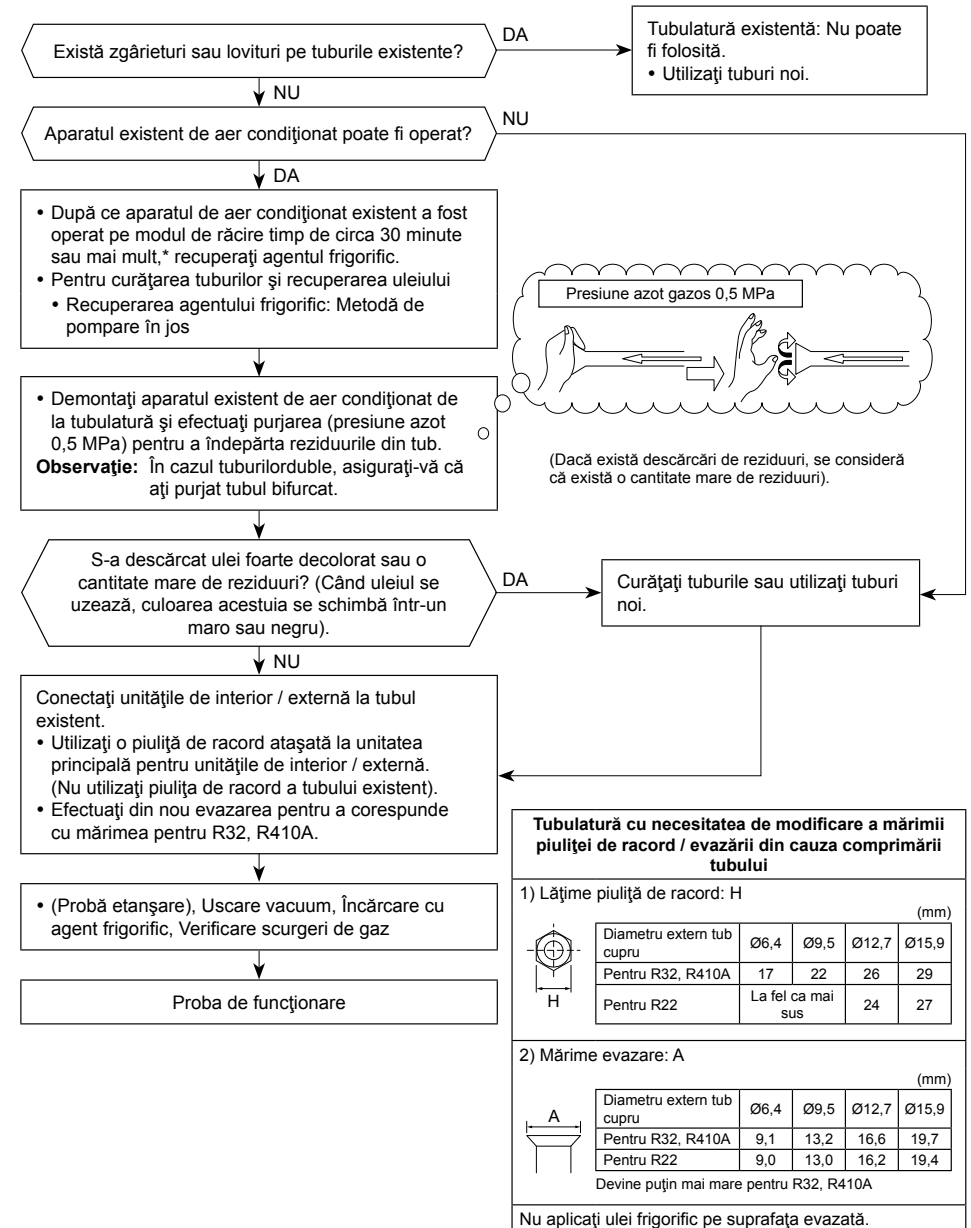 Există zgârieturi sau lovituri pe tuburile existente?
DA
Tubulatură existentă: Nu poate
fi folosită.
• Utilizaţi tuburi noi.
NU
Aparatul existent de aer condiţionat poate fi operat?
NU
DA
• După ce aparatul de aer condiţionat existent a fost
operat pe modul de răcire timp de circa 30 minute
sau mai mult,* recuperaţi agentul frigorific.
• Pentru curăţarea tuburilor şi recuperarea uleiului
• Recuperarea agentului frigorific: Metodă de
pompare în jos
Presiune azot gazos 0,5 MPa
• Demontaţi aparatul existent de aer condiţionat de
la tubulatură şi efectuaţi purjarea (presiune azot
0,5 MPa) pentru a îndepărta reziduurile din tub.
Observaţie: În cazul tuburilorduble, asiguraţi-vă că
aţi purjat tubul bifurcat.
(Dacă există descărcări de reziduuri, se consideră
că există o cantitate mare de reziduuri).
S-a descărcat ulei foarte decolorat sau o
cantitate mare de reziduuri? (Când uleiul se
uzează, culoarea acestuia se schimbă într-un
maro sau negru).
DA
Curăţaţi tuburile sau utilizaţi tuburi
noi.
NU
Conectaţi unităţile de interior / externă la tubul
existent.
• Utilizaţi o piuliţă de racord ataşată la unitatea
principală pentru unităţile de interior / externă.
(Nu utilizaţi piuliţa de racord a tubului existent).
• Efectuaţi din nou evazarea pentru a corespunde
cu mărimea pentru R32, R410A.
• (Probă etanşare), Uscare vacuum, Încărcare cu
agent frigorific, Verificare scurgeri de gaz
Proba de funcţionare
Tubulatură cu necesitatea de modificare a mărimii
piuliţei de racord / evazării din cauza comprimării
tubului
1) Lăţime piuliţă de racord: H
(mm)
H
Diametru extern tub
cupru
Ø6,4 Ø9,5 Ø12,7 Ø15,9
Pentru R32, R410A 17 22 26 29
Pentru R22 La fel ca mai
sus
24 27
2) Mărime evazare: A
(mm)
A
Diametru extern tub
cupru
Ø6,4 Ø9,5 Ø12,7 Ø15,9
Pentru R32, R410A 9,1 13,2 16,6 19,7
Pentru R22 9,0 13,0 16,2 19,4
Devine puţin mai mare pentru R32, R410A
Nu aplicaţi ulei frigorific pe suprafaţa evazată.